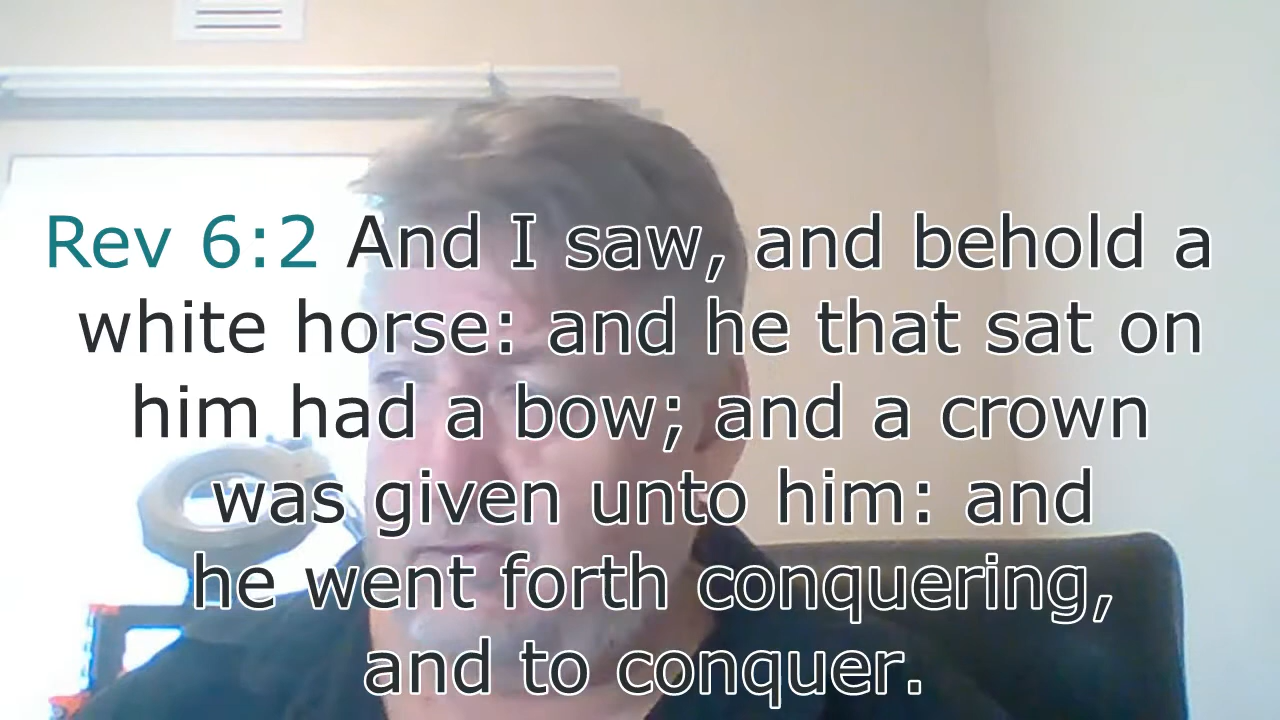 Rev 6:2 And I saw, and behold a
white horse: and he that sat on
him had a bow; and a crown
was given unto him: and
he went forth conquering,
and to conquer.